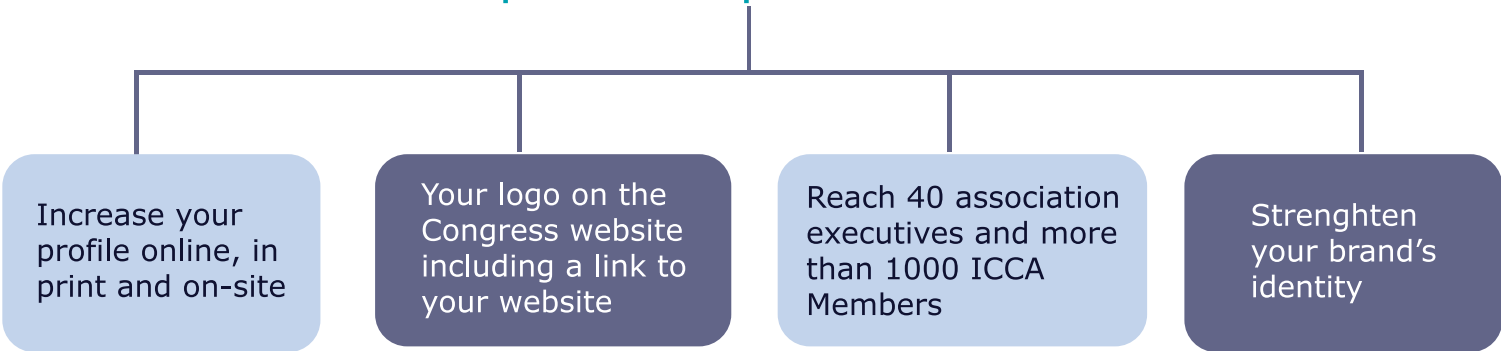 Increase your
profile online, in
print and on-site
Your logo on the
Congress website
including a link to
your website
Reach 40 association
executives and more
than 1000 ICCA
Members
Strenghten
your brand’s
identity